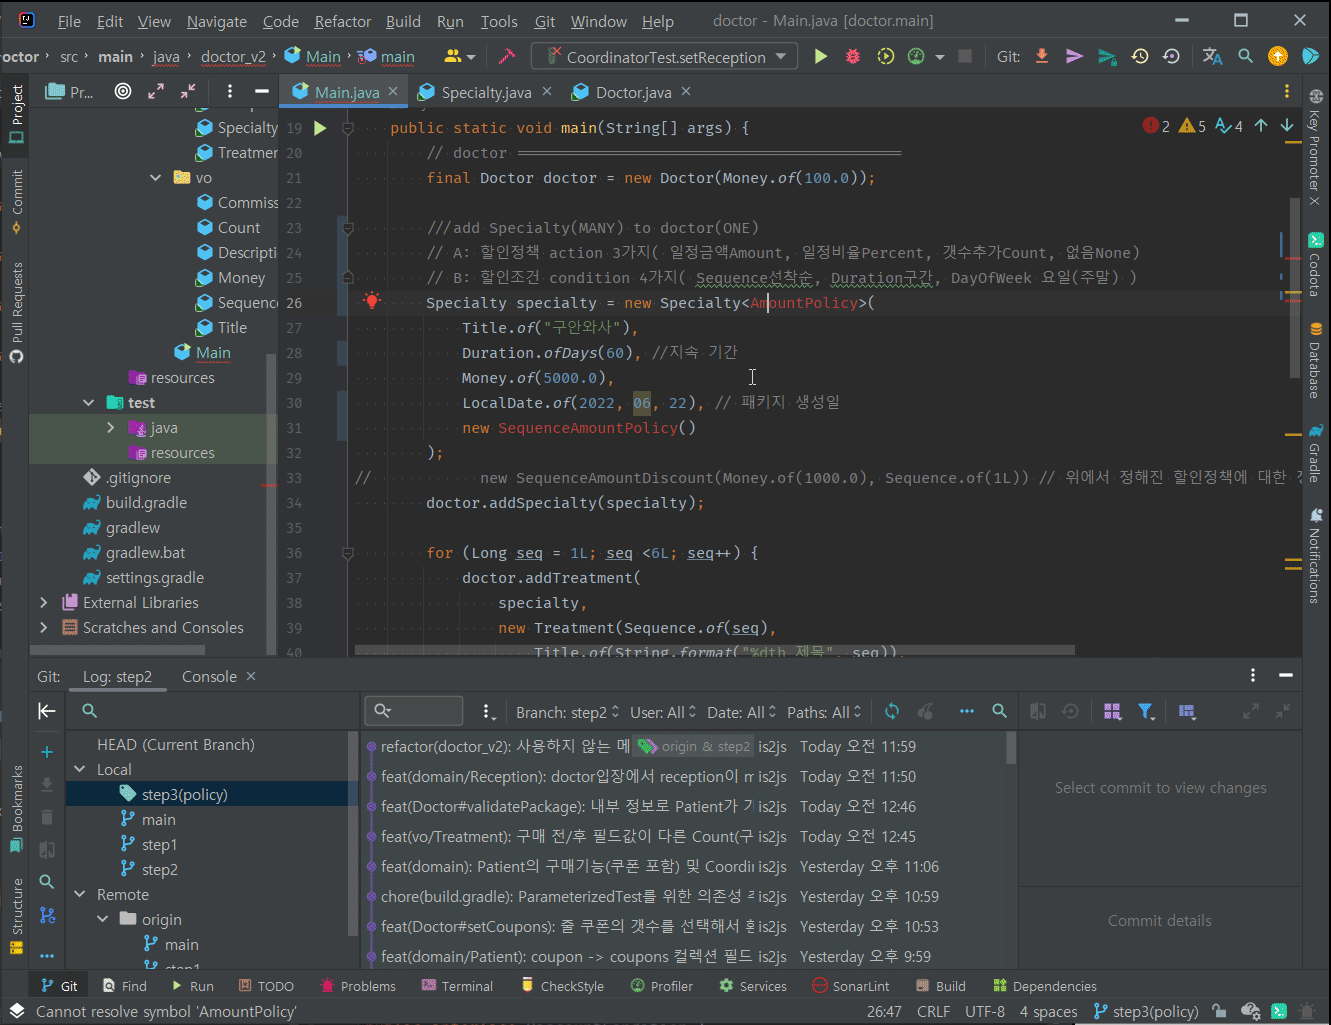 File Edit View Navigate Code Refactor Build Run Tools Git Window Help doctor - Main.java [doctor.main]
octor src main java doctor_v2 Main main CoordinatorTest.setReception Git:
Project
Pr...
Main.java Specialty.java Doctor.java
Specialty
Treatmer
vo
Commiss
Count
Descripti
Money
Sequence
Title
Main
resources
test
java
resources
.gitignore
build.gradle
gradlew
gradlew.bat
settings.gradle
External Libraries
Scratches and Consoles
Commit
Pull Requests
Bookmarks
Structure
2 5 4
19 public static void main(String[] args) {
20 // doctor ================================
21 final Doctor doctor = new Doctor(Money.of(100.0));
22
23 ///add Specialty(MANY) to doctor(ONE)
24 // A: 할인정책 action 3가지( 일정금액Amount, 일정비율Percent, 갯수추가Count, 없음None)
25 // B: 할인조건 condition 4가지( Sequence선착순, Duration구간, DayOfWeek 요일(주말) )
26 Specialty specialty = new Specialty<AmountPolicy>(
27 Title.of("구안와사"),
28 Duration.ofDays(60), //지속 기간
29 Money.of(5000.0),
30 LocalDate.of(2022, 06, 22), // 패키지 생성일
31 new SequenceAmountPolicy()
32 );
33 // new SequenceAmountDiscount(Money.of(1000.0), Sequence.of(1L)) // 위에서 정해진 할인정책에 대한
34 doctor.addSpecialty(specialty);
35
36 for (Long seq = 1L; seq <6L; seq++) {
37 doctor.addTreatment(
38 specialty,
39 new Treatment(Sequence.of(seq),
40 Title.of(String.format("%dth 제목", seq)),
Key Promoter X
Codota
Database
Gradle
Notifications
Git: Log: step2 Console
Branch: step2 User: All Date: All Paths: All
HEAD (Current Branch)
Local
step3(policy)
main
step1
step2
Remote
origin
main
step1
refactor(doctor_v2): 사용하지 않는 메 origin & step2 is2js Today 오전 11:59
feat(domain/Reception): doctor입장에서 reception이 m is2js Today 오전 11:50
feat(Doctor#validatePackage): 내부 정보로 Patient가 기 is2js Today 오전 12:46
feat(vo/Treatment): 구매 전/후 필드값이 다른 Count(구 is2js Today 오전 12:45
feat(domain): Patient의 구매기능(쿠폰 포함) 및 Coordin is2js Yesterday 오후 11:06
chore(build.gradle): ParameterizedTest를 위한 의존성 is2js Yesterday 오후 10:59
feat(Doctor#setCoupons): 줄 쿠폰의 갯수를 선택해서 is2js Yesterday 오후 10:53
feat(domain/Patient): coupon -> coupons 컬렉션 필드 is2js Yesterday 오후 9:59
Select commit to view changes
Commit details
Git Find Run TODO Problems Terminal CheckStyle Profiler Services SonarLint Build Dependencies
Cannot resolve symbol 'AmountPolicy' 26:47 CRLF UTF-8 4 spaces step3(policy)